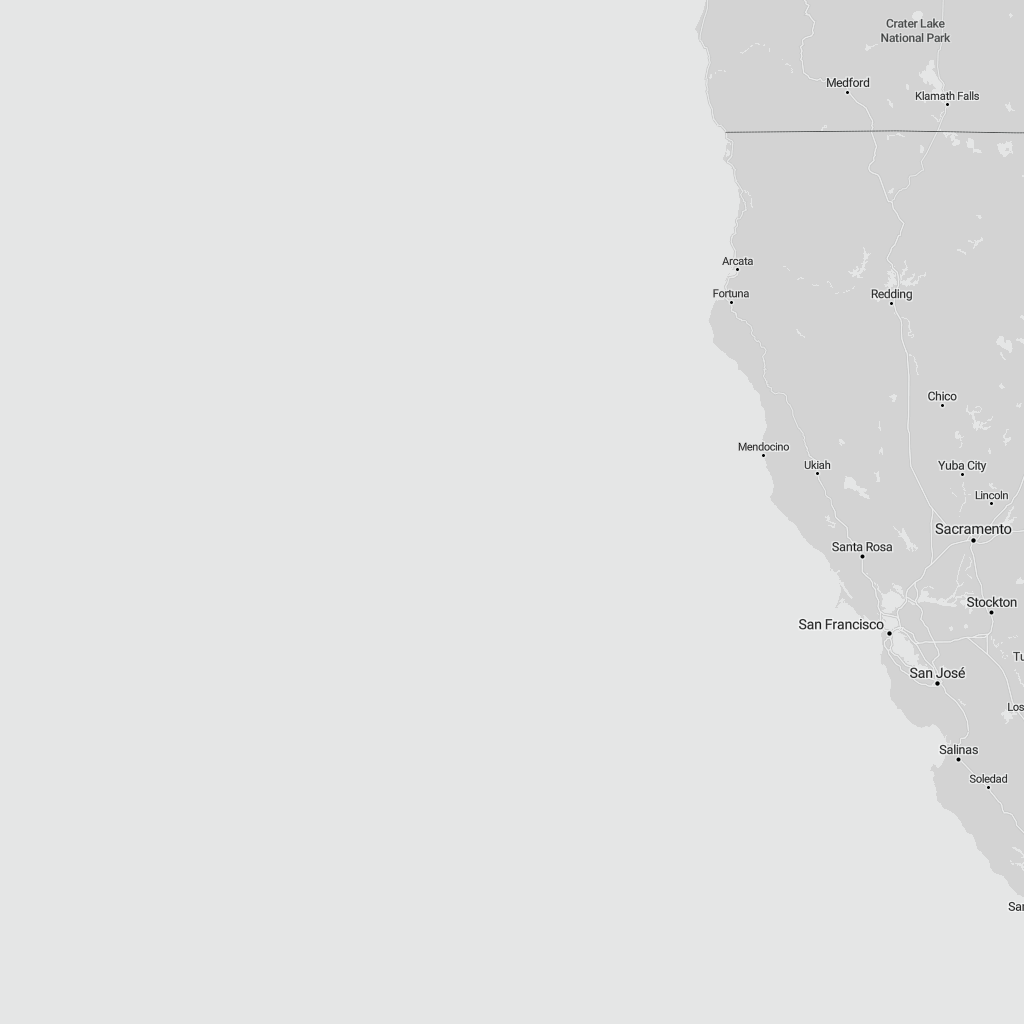 Crater Lake
National Park
Medford
Klamath Falls
Arcata
Fortuna
Redding
Chico
Mendocino
Ukiah
Yuba City
Lincoln
Sacramento
Santa Rosa
Stockton
San Francisco
Tu
San José
Los
Salinas
Soledad